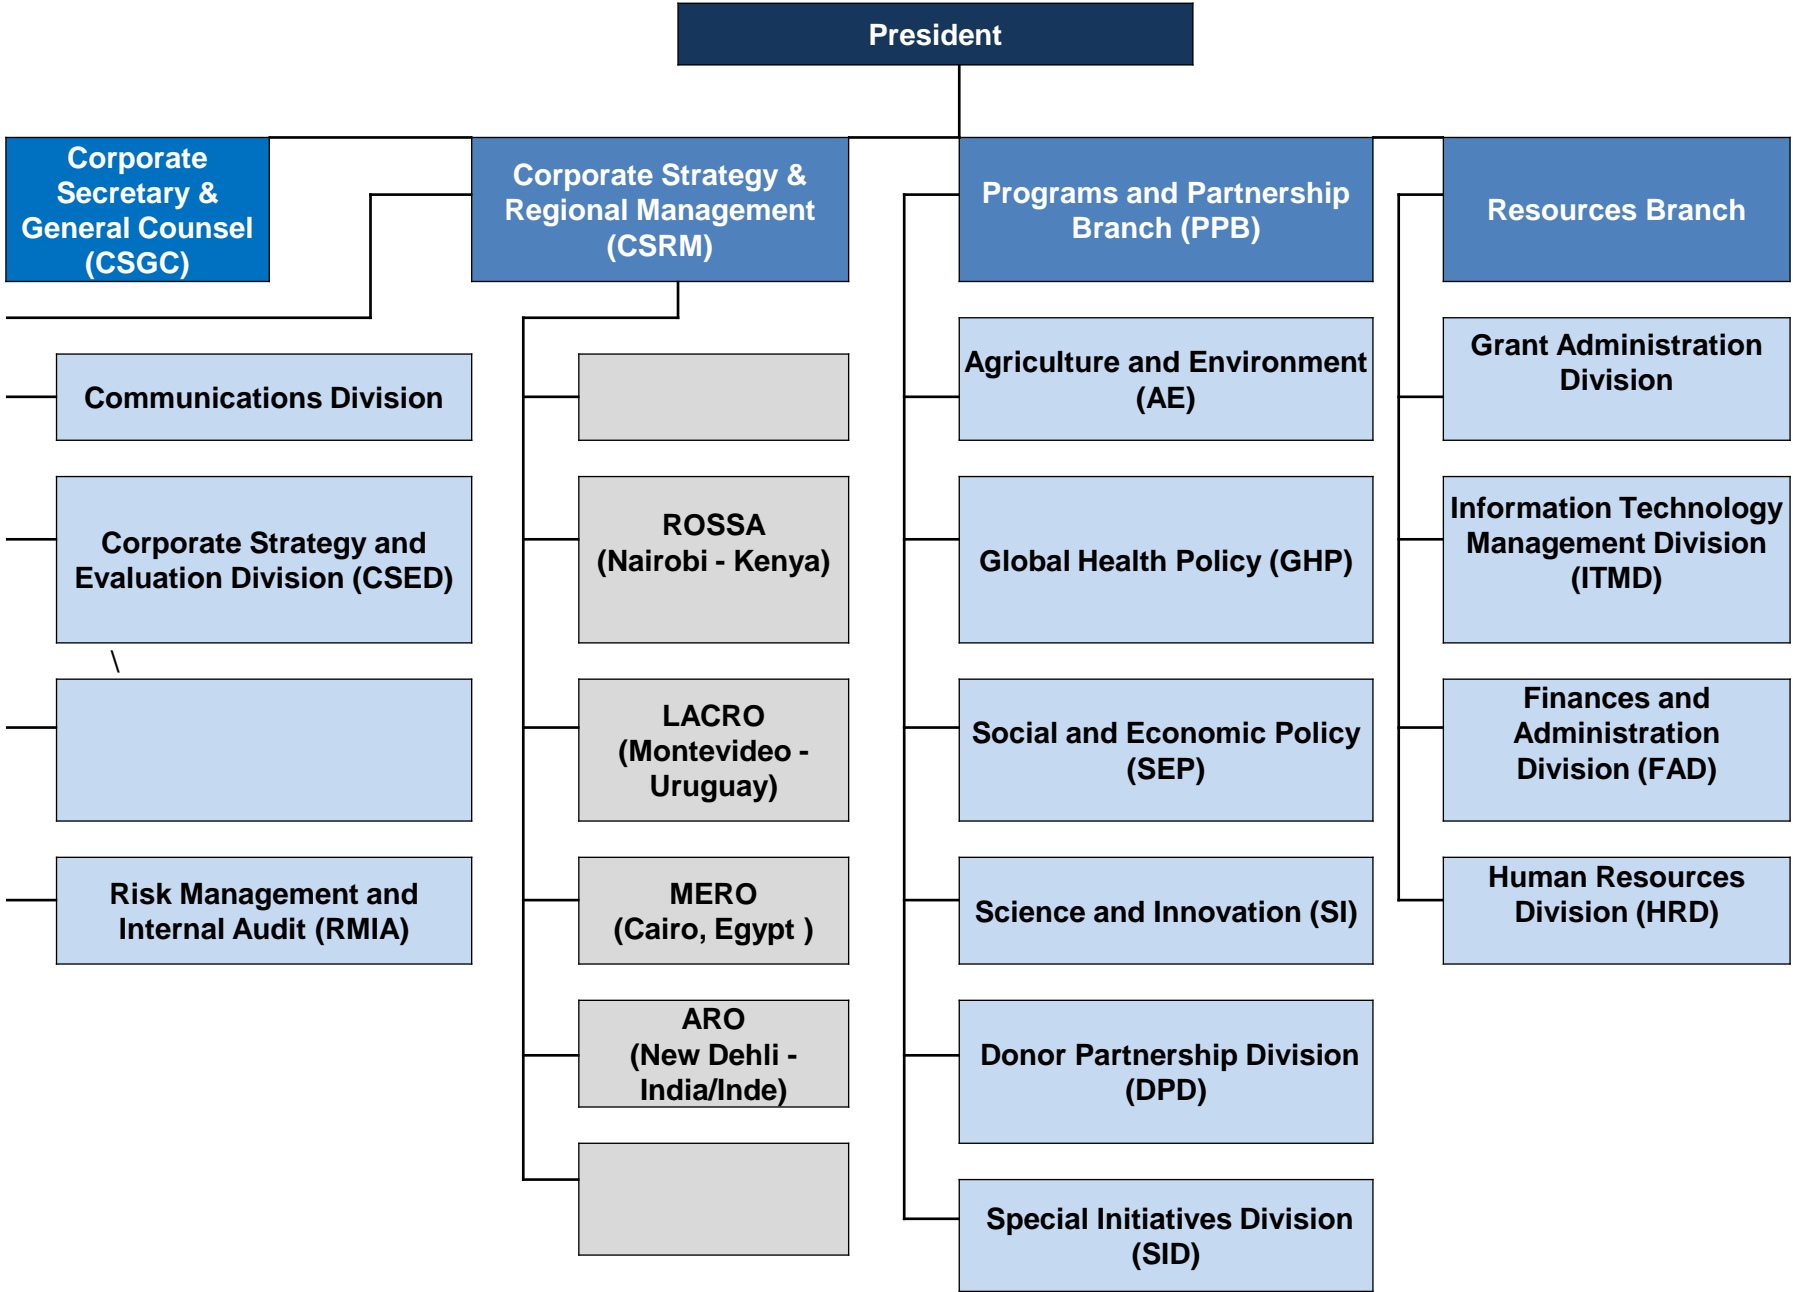 President
Corporate
Secretary &
General Counsel
(CSGC)
Corporate Strategy &
Regional Management
(CSRM)
Programs and Partnership
Branch (PPB)
Resources Branch
Communications Division
Corporate Strategy and
Evaluation Division (CSED)
\
Risk Management and
Internal Audit (RMIA)
ROSSA
(Nairobi - Kenya)
LACRO
(Montevideo -
Uruguay)
MERO
(Cairo, Egypt )
ARO
(New Dehli -
India/Inde)
Agriculture and Environment
(AE)
Global Health Policy (GHP)
Social and Economic Policy
(SEP)
Science and Innovation (SI)
Donor Partnership Division
(DPD)
Special Initiatives Division
(SID)
Grant Administration
Division
Information Technology
Management Division
(ITMD)
Finances and
Administration
Division (FAD)
Human Resources
Division (HRD)